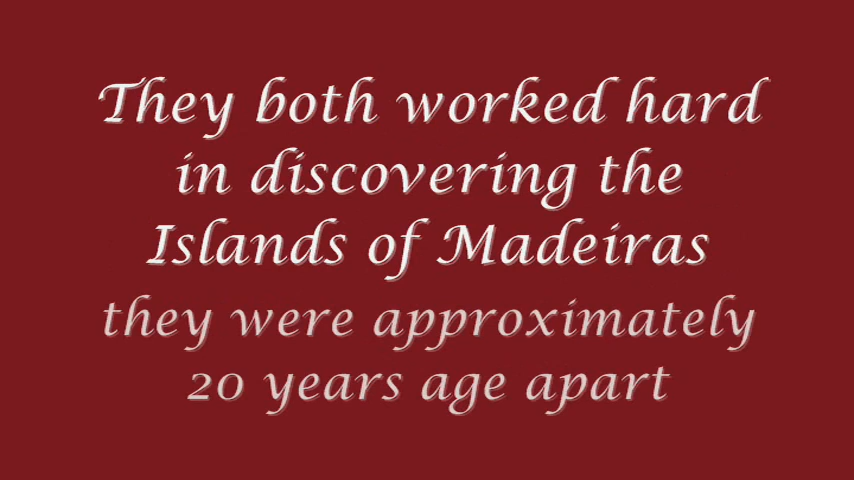 They both worked hard
in discovering the
Islands of Madeiras
they were approximately
20 years age apart